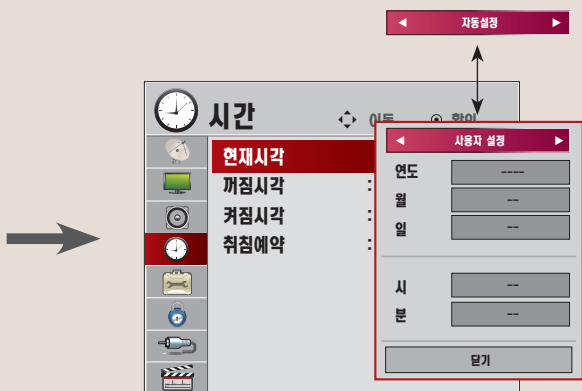 ◀ 자동설정 ▶
시간
이동 ⊙ 확인
현재시각
꺼짐시각 :
켜짐시각 :
취침예약 :
◀ 사용자 설정 ▶
연도 ----
월 --
일 --
시 --
분 --
닫기